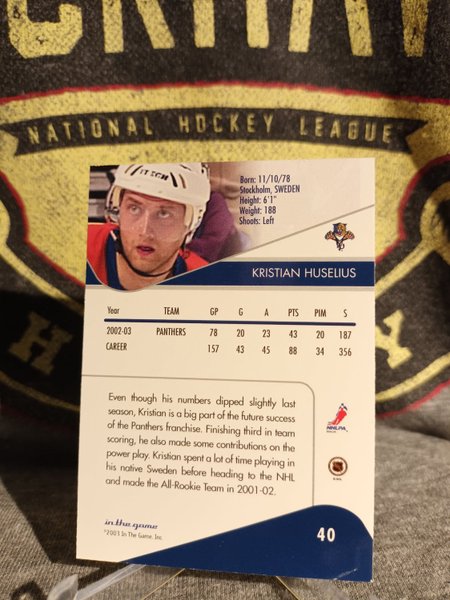 NATIONAL HOCKEY LEAGUE
ITECH
Born: 11/10/78
Stockholm, SWEDEN
Height: 6'1"
Weight: 188
Shoots: Left
KRISTIAN HUSELIUS
Year TEAM GP G A PTS PIM S
2002-03 PANTHERS 78 20 23 43 20 187
CAREER 157 43 45 88 34 356
Even though his numbers dipped slightly last
season, Kristian is a big part of the future success
of the Panthers franchise. Finishing third in team
scoring, he also made some contributions on the
power play. Kristian spent a lot of time playing in
his native Sweden before heading to the NHL
and made the All-Rookie Team in 2001-02.
NHLPA
NHL
in the game
©2003 In The Game, Inc.
40